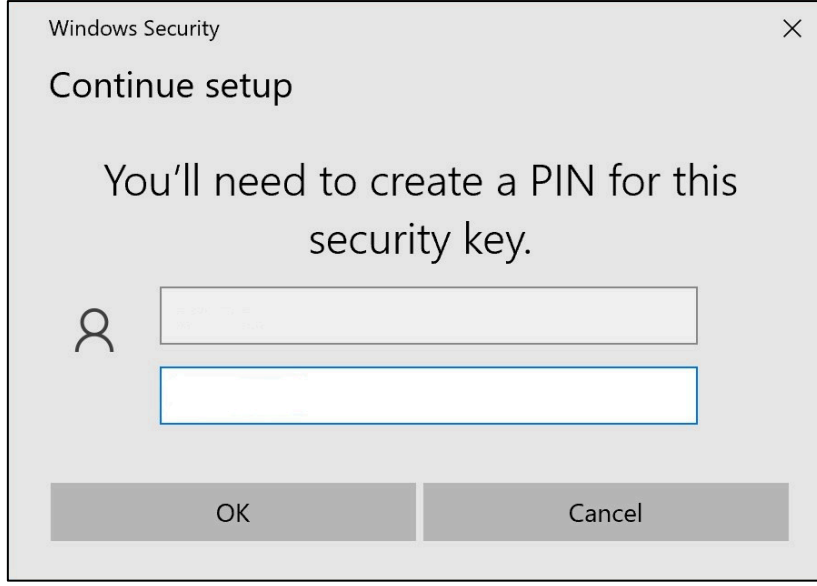 Windows Security
Continue setup
You'll need to create a PIN for this
security key.
OK
Cancel